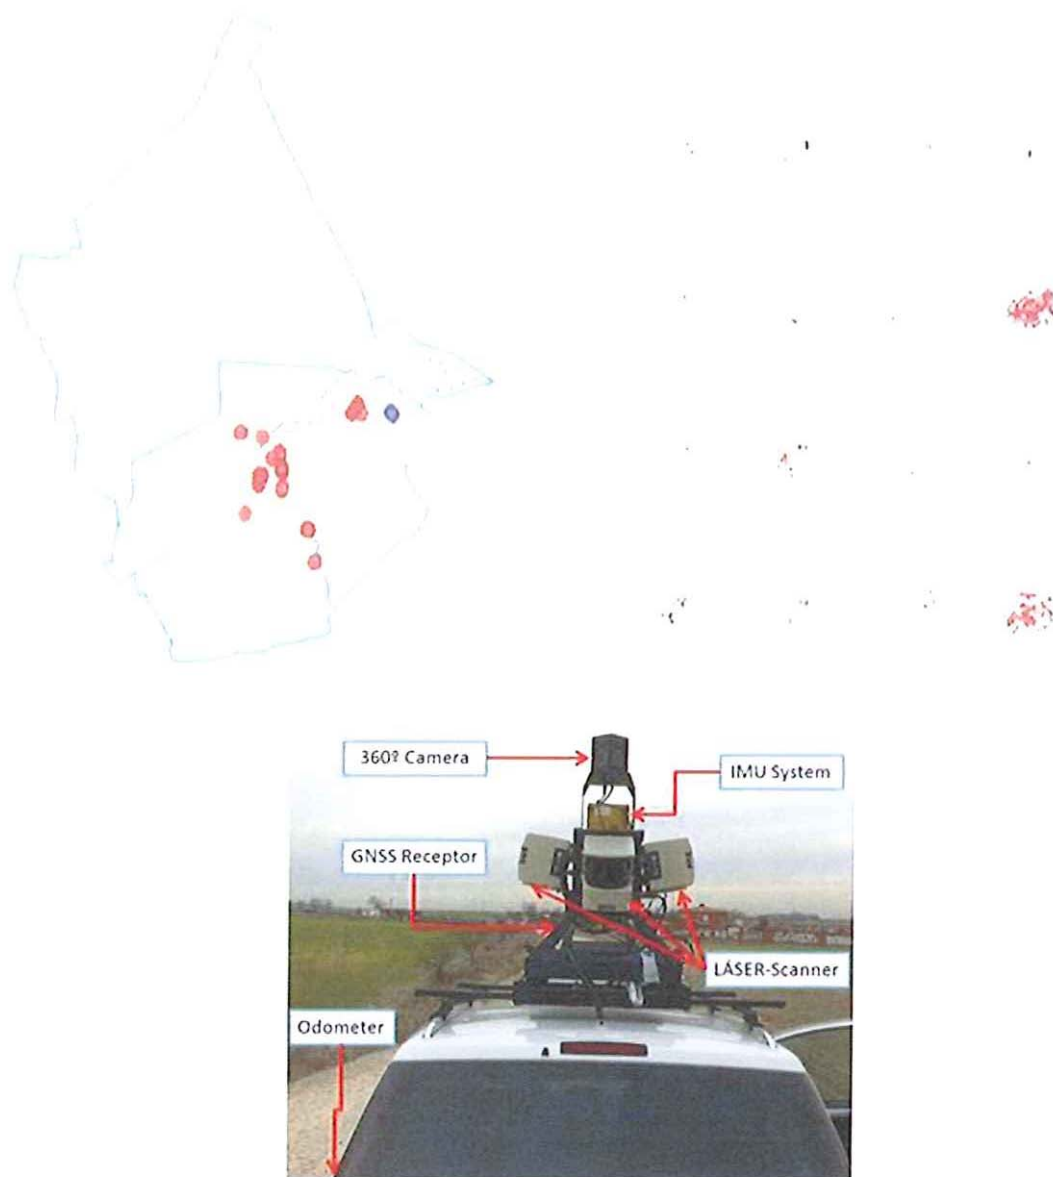 360º Camera
IMU System
GNSS Receptor
LÁSER-Scanner
Odometer